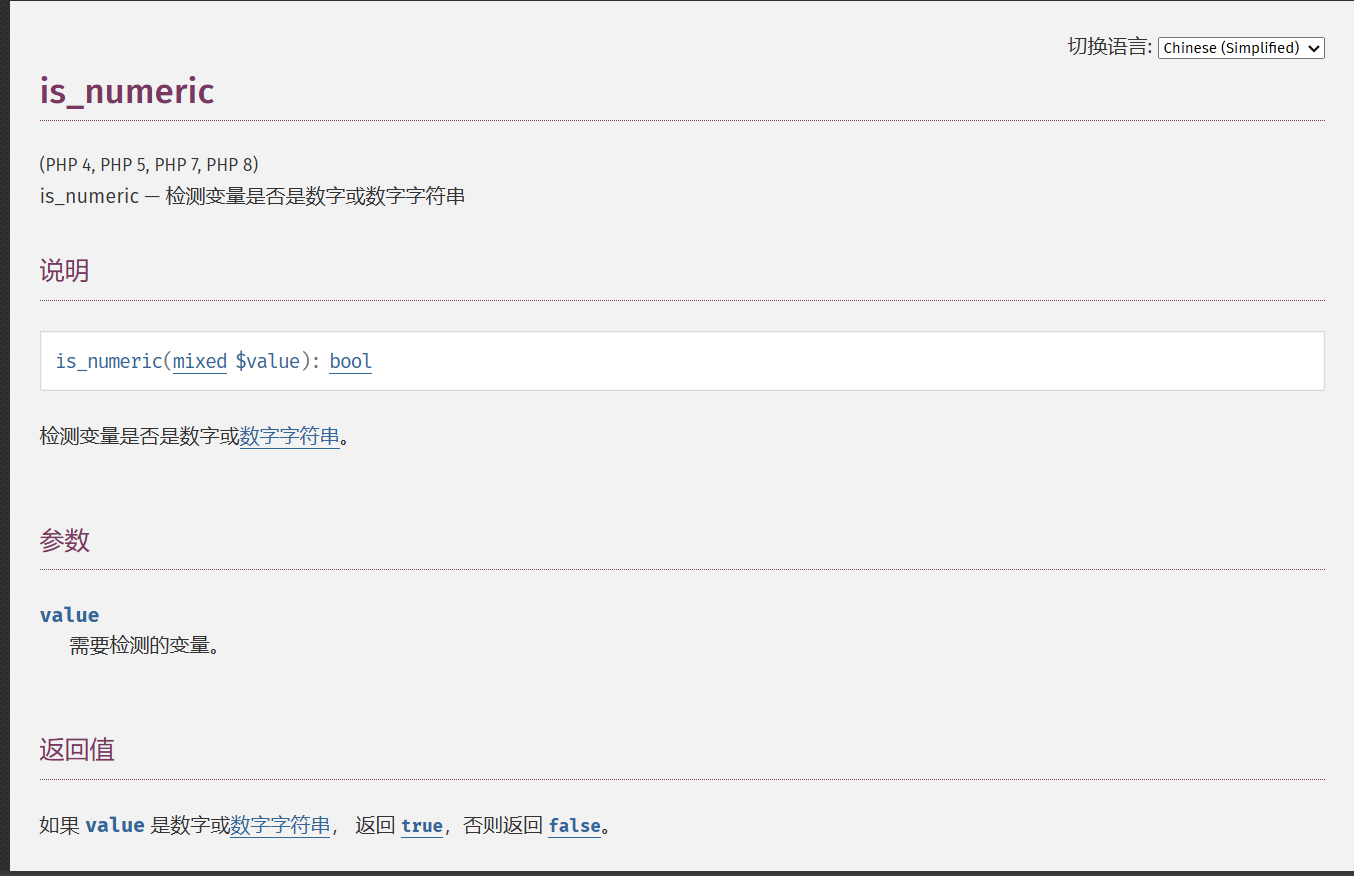 切换语言: Chinese (Simplified)
is_numeric
(PHP 4, PHP 5, PHP 7, PHP 8)
is_numeric — 检测变量是否是数字或数字字符串
说明
is_numeric(mixed $value): bool
检测变量是否是数字或数字字符串。
参数
value
需要检测的变量。
返回值
如果 value 是数字或数字字符串， 返回 true，否则返回 false。